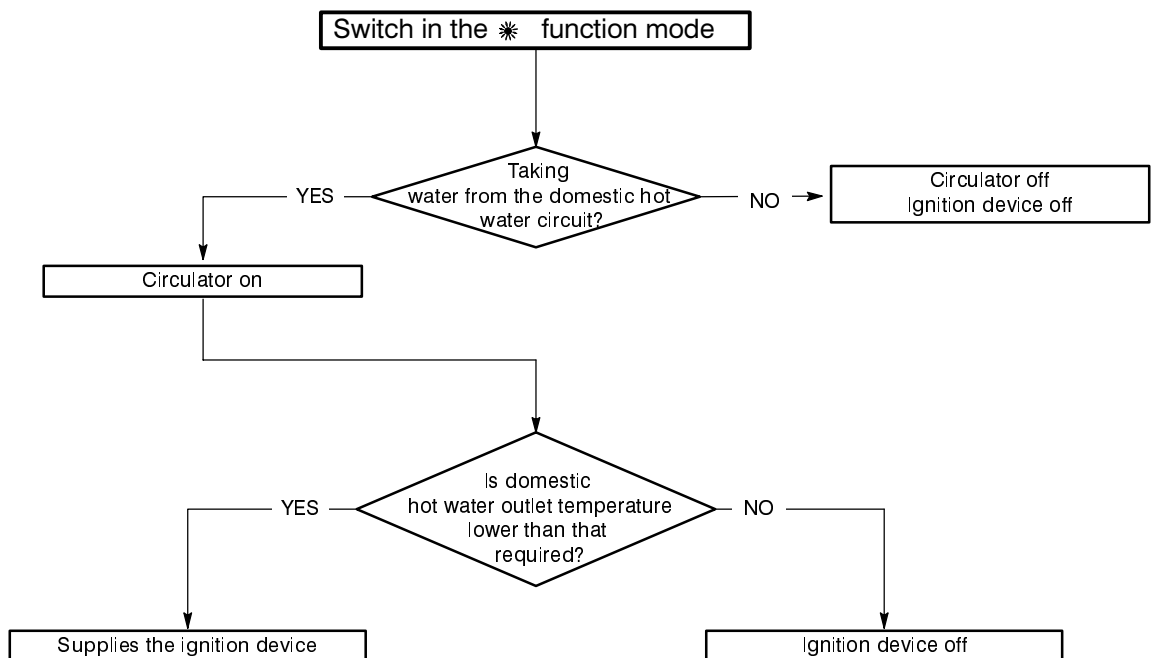 Switch in the ☀ function mode
Taking
water from the domestic hot
water circuit?
YES
NO
Circulator off
Ignition device off
Circulator on
Is domestic
hot water outlet temperature
lower than that
required?
YES
NO
Supplies the ignition device
Ignition device off